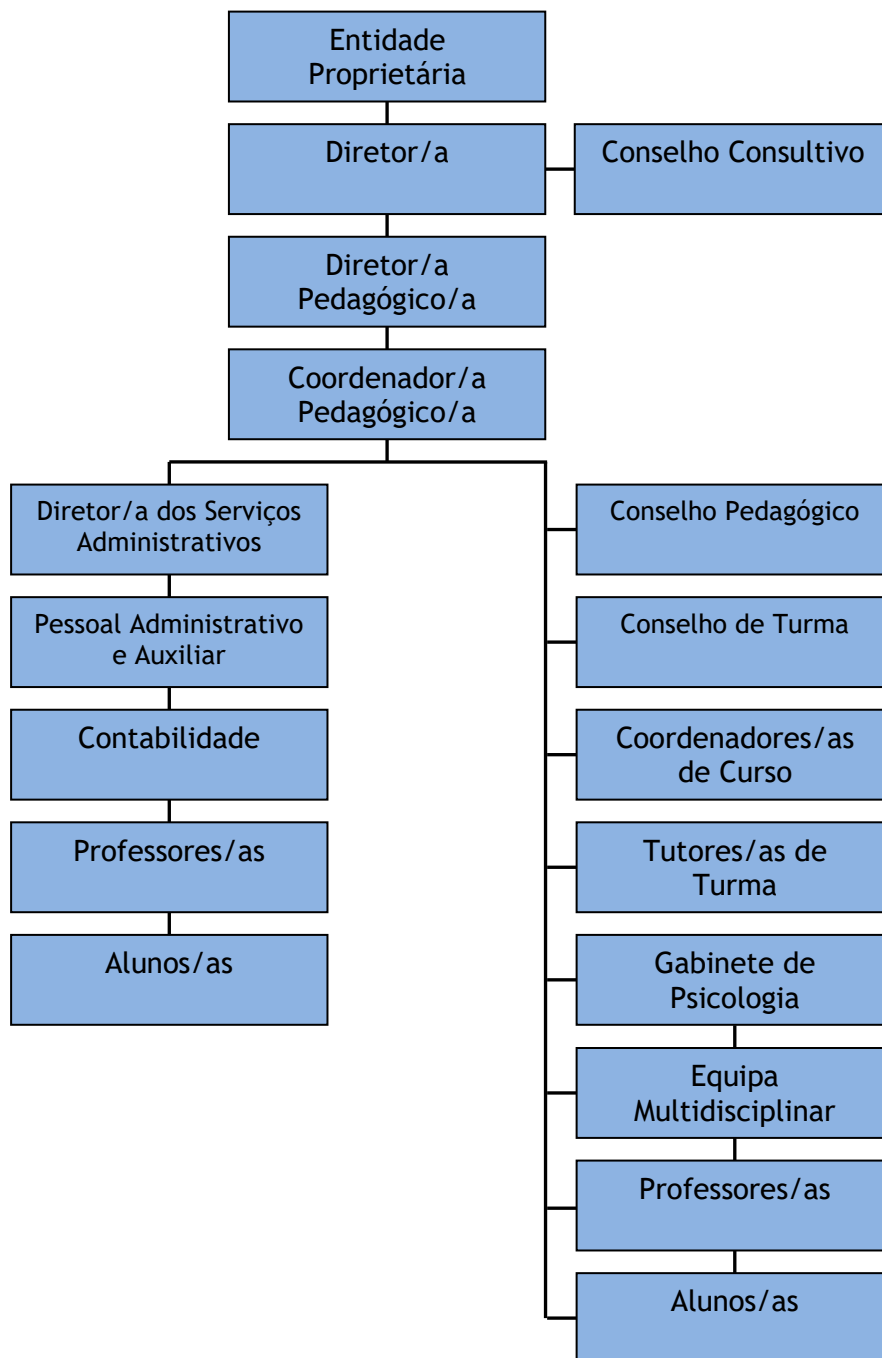 Entidade
Proprietária
Diretor/a
Conselho Consultivo
Diretor/a
Pedagógico/a
Coordenador/a
Pedagógico/a
Diretor/a dos Serviços
Administrativos
Pessoal Administrativo
e Auxiliar
Contabilidade
Professores/as
Alunos/as
Conselho Pedagógico
Conselho de Turma
Coordenadores/as
de Curso
Tutores/as de
Turma
Gabinete de
Psicologia
Equipa
Multidisciplinar
Professores/as
Alunos/as